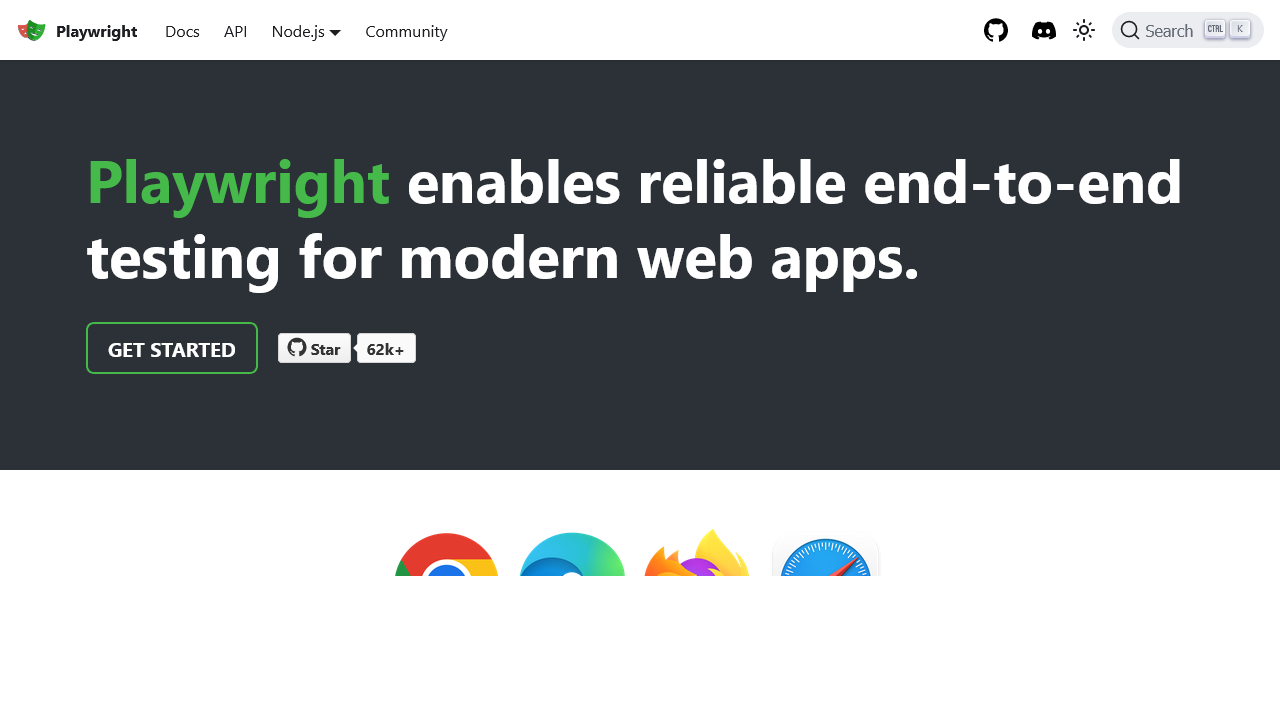 Playwright Docs API Node.js Community Search CTRL K
Playwright enables reliable end-to-end
testing for modern web apps.
GET STARTED Star 62k+